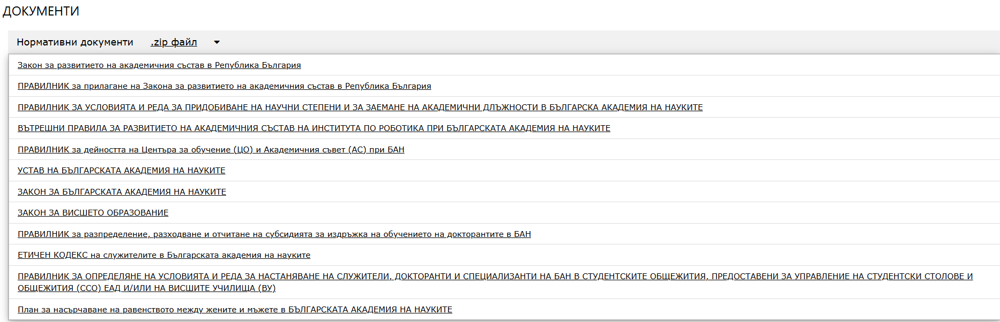 ДОКУМЕНТИ
Нормативни документи .zip файл
Закон за развитието на академичния състав в Република България
ПРАВИЛНИК за прилагане на Закона за развитието на академичния състав в Република България
ПРАВИЛНИК ЗА УСЛОВИЯТА И РЕДА ЗА ПРИДОБИВАНЕ НА НАУЧНИ СТЕПЕНИ И ЗА ЗАЕМАНЕ НА АКАДЕМИЧНИ ДЛЪЖНОСТИ В БЪЛГАРСКА АКАДЕМИЯ НА НАУКИТЕ
ВЪТРЕШНИ ПРАВИЛА ЗА РАЗВИТИЕТО НА АКАДЕМИЧНИЯ СЪСТАВ НА ИНСТИТУТА ПО РОБОТИКА ПРИ БЪЛГАРСКАТА АКАДЕМИЯ НА НАУКИТЕ
ПРАВИЛНИК за дейността на Центъра за обучение (ЦО) и Академичния съвет (АС) при БАН
УСТАВ НА БЪЛГАРСКАТА АКАДЕМИЯ НА НАУКИТЕ
ЗАКОН ЗА БЪЛГАРСКАТА АКАДЕМИЯ НА НАУКИТЕ
ЗАКОН ЗА ВИСШЕТО ОБРАЗОВАНИЕ
ПРАВИЛНИК за разпределение, разходване и отчитане на субсидията за издръжка на обучението на докторантите в БАН
ЕТИЧЕН КОДЕКС на служителите в Българската академия на науките
ПРАВИЛНИК ЗА ОПРЕДЕЛЯНЕ НА УСЛОВИЯТА И РЕДА ЗА НАСТАНЯВАНЕ НА СЛУЖИТЕЛИ, ДОКТОРАНТИ И СПЕЦИАЛИЗАНТИ НА БАН В СТУДЕНТСКИТЕ ОБЩЕЖИТИЯ, ПРЕДОСТАВЕНИ ЗА УПРАВЛЕНИЕ НА СТУДЕНТСКИ СТОЛОВЕ И
ОБЩЕЖИТИЯ (ССО) ЕАД И/ИЛИ НА ВИСШИТЕ УЧИЛИЩА (ВУ)
План за насърчаване на равенството между жените и мъжете в БЪЛГАРСКАТА АКАДЕМИЯ НА НАУКИТЕ